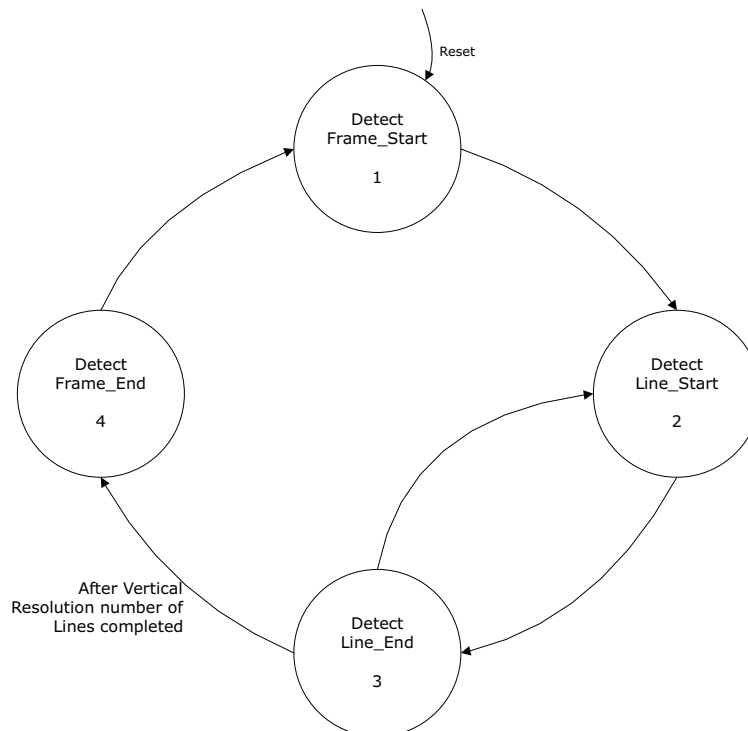 Reset
Detect
Frame_Start
1
Detect
Frame_End
4
Detect
Line_Start
2
After Vertical
Resolution number of
Lines completed
Detect
Line_End
3